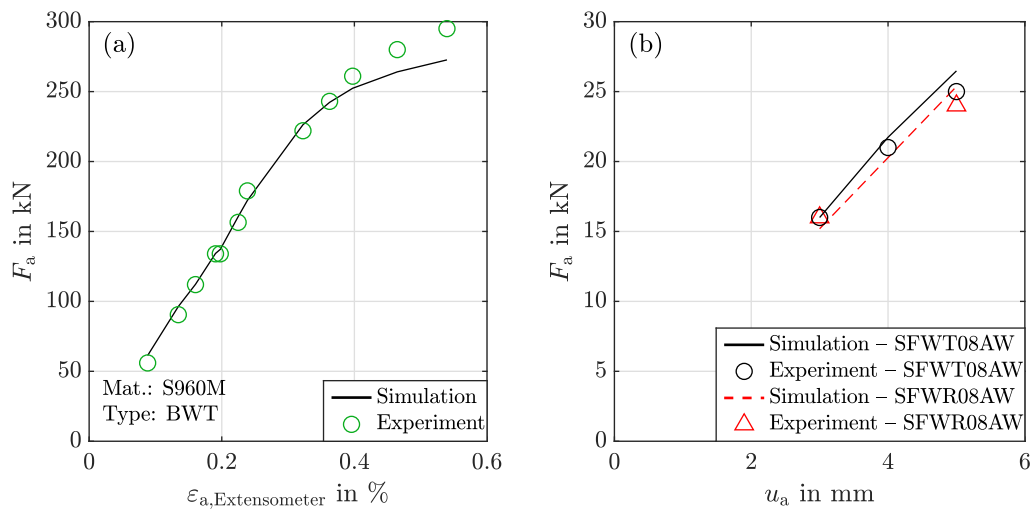 (a)
300
250
200
150
100
50
0
F_a in kN
Mat.: S960M
Type: BWT
Simulation
Experiment
0 0.2 0.4 0.6
ε_a,Extensometer in %
(b)
30
25
20
15
10
5
0
F_a in kN
Simulation – SFWT08AW
Experiment – SFWT08AW
Simulation – SFWR08AW
Experiment – SFWR08AW
0 2 4 6
u_a in mm